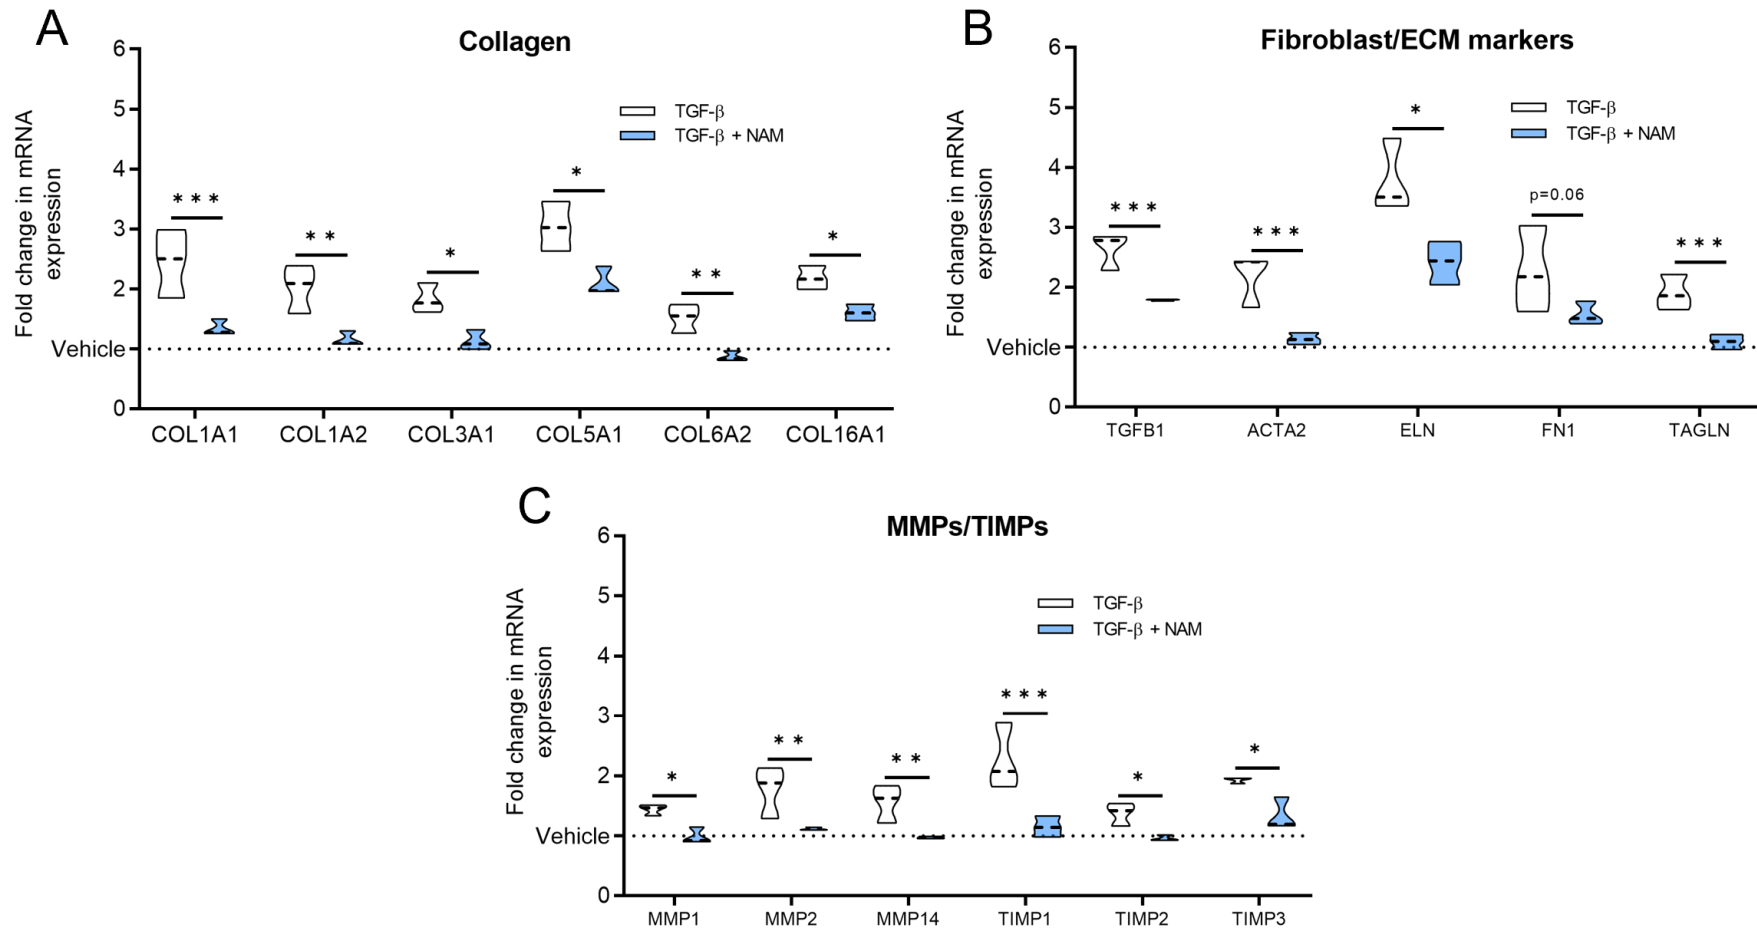 A
Collagen
Fold change in mRNA
expression
6
5
4
3
2
Vehicle
0
TGF-β
TGF-β + NAM
* * *
* *
*
*
* *
*
COL1A1 COL1A2 COL3A1 COL5A1 COL6A2 COL16A1
B
Fibroblast/ECM markers
Fold change in mRNA
expression
6
5
4
3
2
Vehicle
0
TGF-β
TGF-β + NAM
* * *
* * *
*
p=0.06
* * *
TGFB1 ACTA2 ELN FN1 TAGLN
C
MMPs/TIMPs
Fold change in mRNA
expression
6
5
4
3
2
Vehicle
0
TGF-β
TGF-β + NAM
*
* *
* *
* * *
*
*
MMP1 MMP2 MMP14 TIMP1 TIMP2 TIMP3